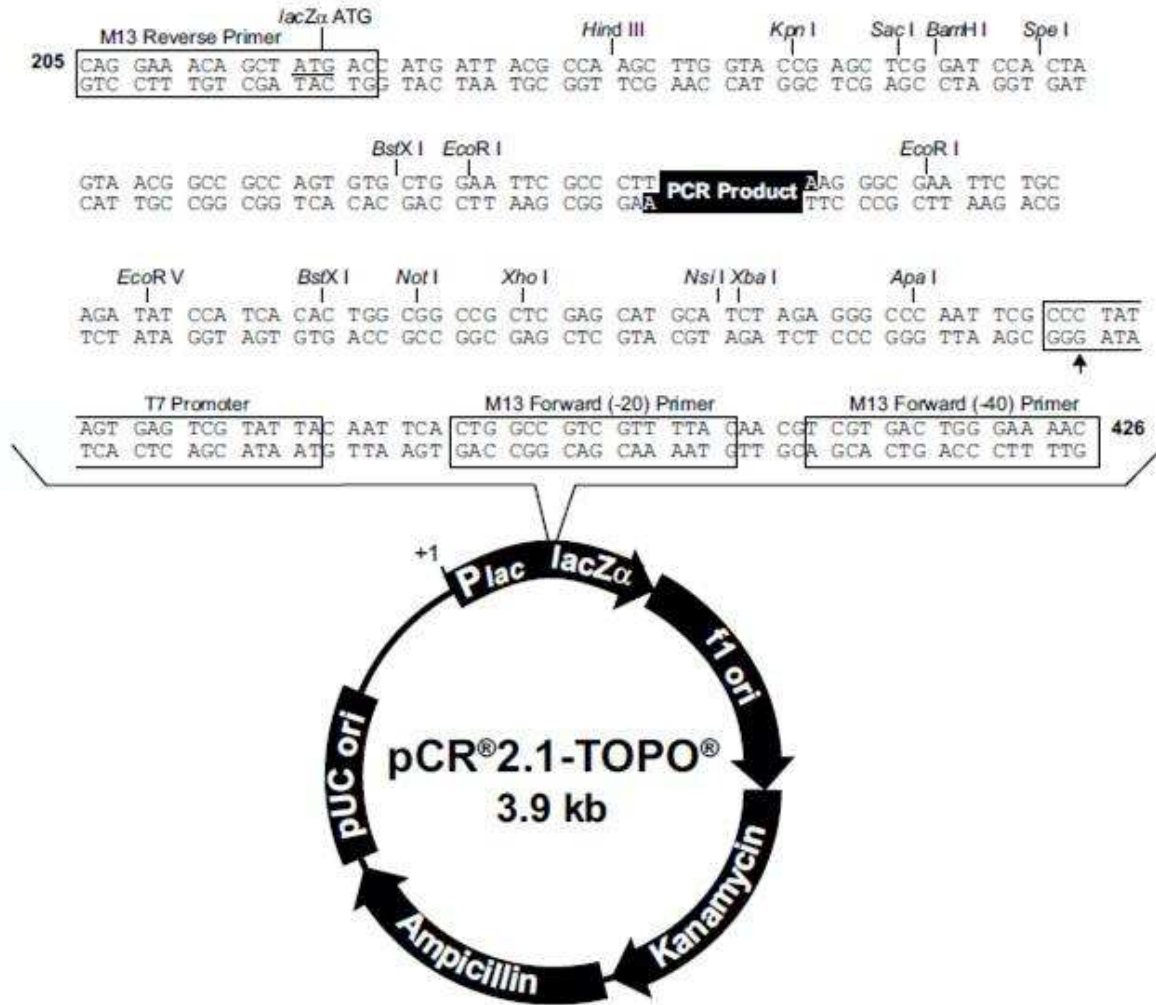 lacZα ATG
M13 Reverse Primer
Hind III Kpn I Sac I BamH I Spe I
205 CAG GAA ACA GCT ATG ACC ATG ATT ACG CCA AGC TTG GTA CCG AGC TCG GAT CCA CTA
GTC CTT TGT CGA TAC TGG TAC TAA TGC GGT TCG AAC CAT GGC TCG AGC CTA GGT GAT
BstX I EcoR I EcoR I
GTA ACG GCC GCC AGT GTG CTG GAA TTC GCC CTT PCR Product AAG GGC GAA TTC TGC
CAT TGC CGG CGG TCA CAC GAC CTT AAG CGG GAA TTC CCG CTT AAG ACG
EcoR V BstX I Not I Xho I Nsi I Xba I Apa I
AGA TAT CCA TCA CAC TGG CGG CCG CTC GAG CAT GCA TCT AGA GGG CCC AAT TCG CCC TAT
TCT ATA GGT AGT GTG ACC GCC GGC GAG CTC GTA CGT AGA TCT CCC GGG TTA AGC GGG ATA
T7 Promoter M13 Forward (-20) Primer M13 Forward (-40) Primer
AGT GAG TCG TAT TAC AAT TCA CTG GCC GTC GTT TTA CAA CGT CGT GAC TGG GAA AAC 426
TCA CTC AGC ATA ATG TTA AGT GAC CGG CAG CAA AAT GTT GCA GCA CTG ACC CTT TTG
+1
Plac lacZα
f1 ori
Kanamycin
Ampicillin
pUC ori
pCR®2.1-TOPO®
3.9 kb